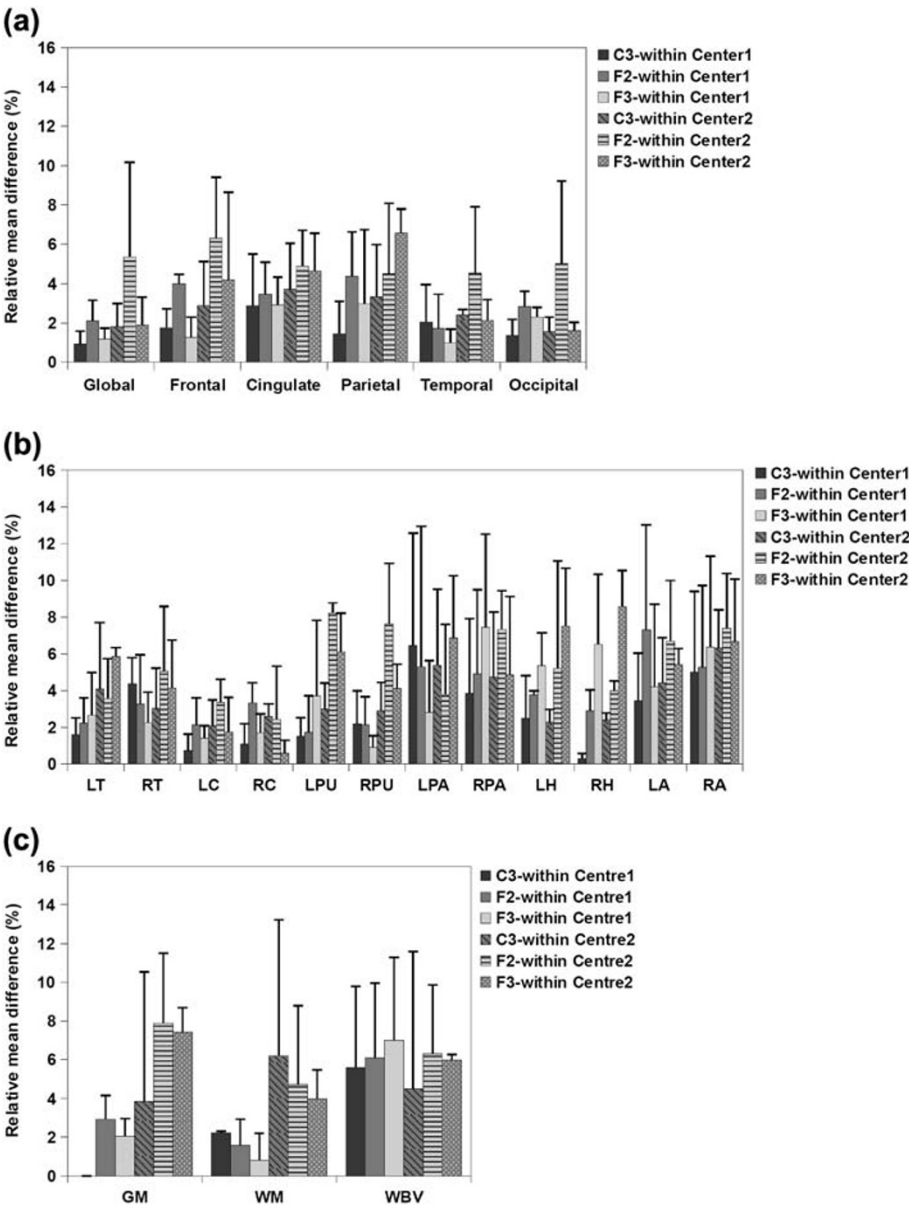 (a)
Relative mean difference (%)
16
14
12
10
8
6
4
2
0
Global Frontal Cingulate Parietal Temporal Occipital
C3-within Center1
F2-within Center1
F3-within Center1
C3-within Center2
F2-within Center2
F3-within Center2
(b)
Relative mean difference (%)
16
14
12
10
8
6
4
2
0
LT RT LC RC LPU RPU LPA RPA LH RH LA RA
C3-within Center1
F2-within Center1
F3-within Center1
C3-within Center2
F2-within Center2
F3-within Center2
(c)
Relative mean difference (%)
16
14
12
10
8
6
4
2
0
GM WM WBV
C3-within Centre1
F2-within Centre1
F3-within Centre1
C3-within Centre2
F2-within Centre2
F3-within Centre2